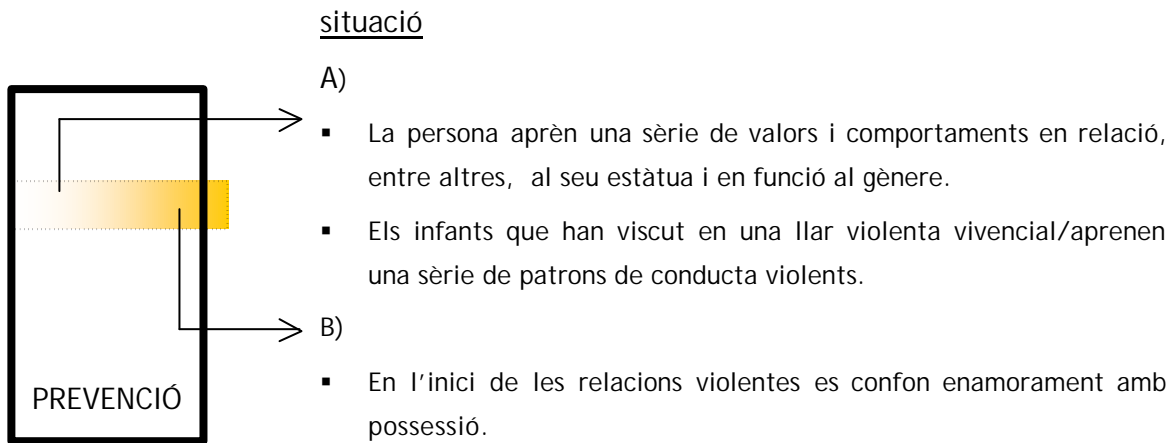 situació
A)
▪ La persona aprèn una sèrie de valors i comportaments en relació,
entre altres, al seu estàtua i en funció al gènere.
▪ Els infants que han viscut en una llar violenta vivencial/aprenen
una sèrie de patrons de conducta violents.
B)
▪ En l'inici de les relacions violentes es confon enamorament amb
possessió.
PREVENCIÓ